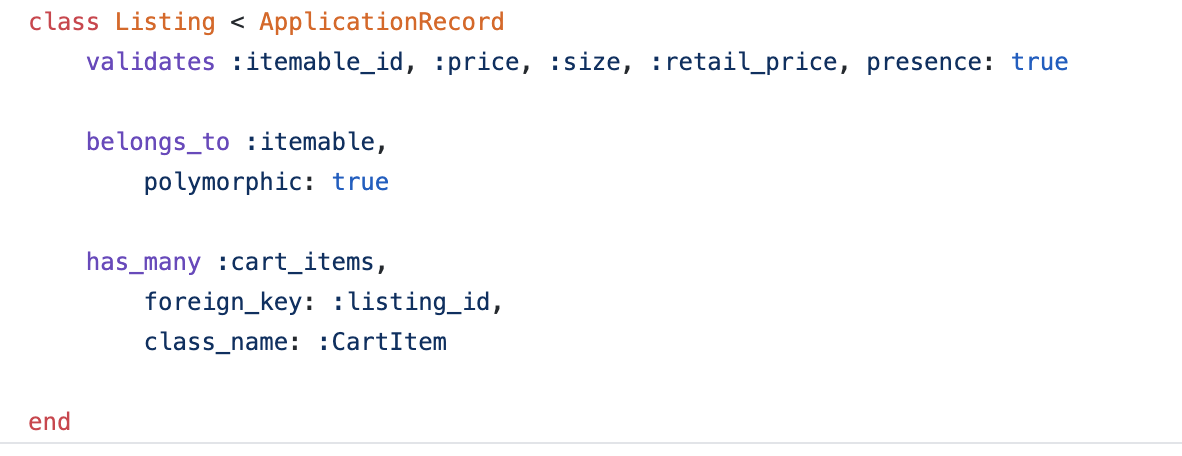 class Listing < ApplicationRecord
    validates :itemable_id, :price, :size, :retail_price, presence: true
    belongs_to :itemable,
        polymorphic: true
    has_many :cart_items,
        foreign_key: :listing_id,
        class_name: :CartItem
end